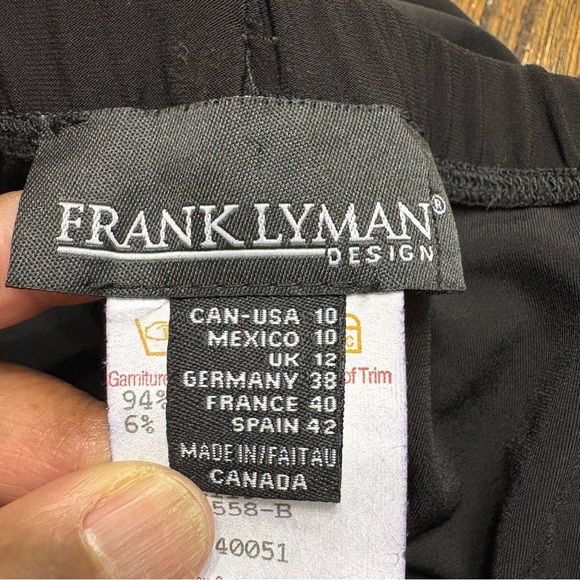 FRANK LYMAN®
DESIGN
CAN-USA 10
MEXICO 10
UK 12
GERMANY 38
FRANCE 40
SPAIN 42
MADE IN/FAIT AU
CANADA
Garniture of Trim
94%
6%
558-B
40051